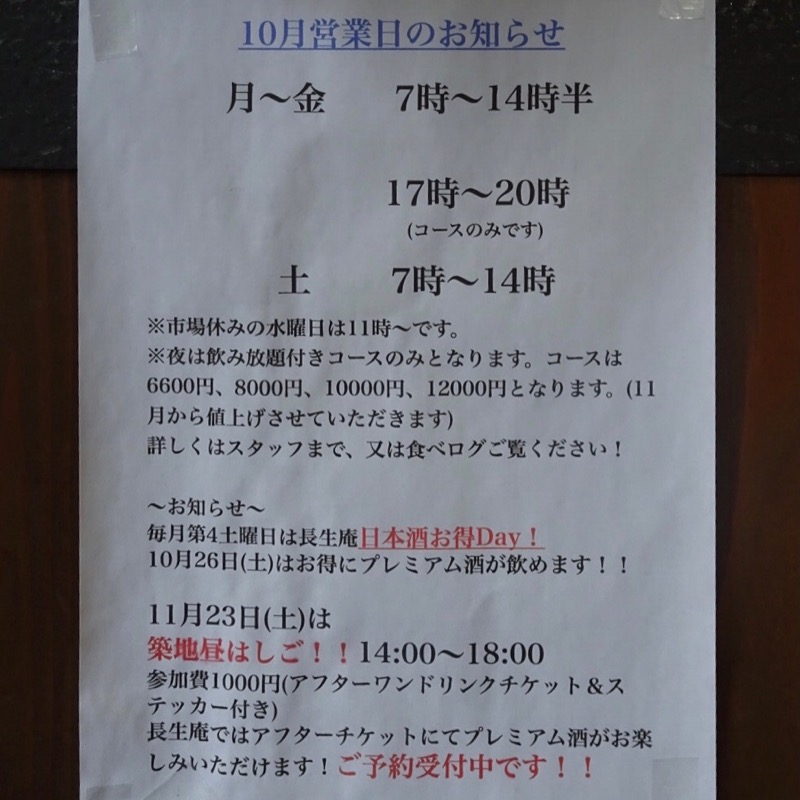 10月営業日のお知らせ
月～金　7時～14時半
17時～20時
(コースのみです)
土　7時～14時
※市場休みの水曜日は11時～です。
※夜は飲み放題付きコースのみとなります。コースは
6600円、8000円、10000円、12000円となります。(11
月から値上げさせていただきます)
詳しくはスタッフまで、又は食べログご覧ください！
～お知らせ～
毎月第4土曜日は長生庵日本酒お得Day！
10月26日(土)はお得にプレミアム酒が飲めます！！
11月23日(土)は
築地昼はしご！！14:00～18:00
参加費1000円(アフターワンドリンクチケット＆ス
テッカー付き)
長生庵ではアフターチケットにてプレミアム酒がお楽
しみいただけます！ご予約受付中です！！